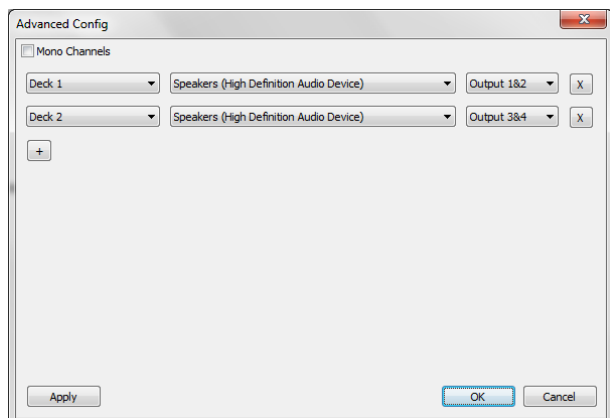 Advanced Config
X
Mono Channels
Deck 1 Speakers (High Definition Audio Device) Output 1&2 X
Deck 2 Speakers (High Definition Audio Device) Output 3&4 X
+
Apply OK Cancel